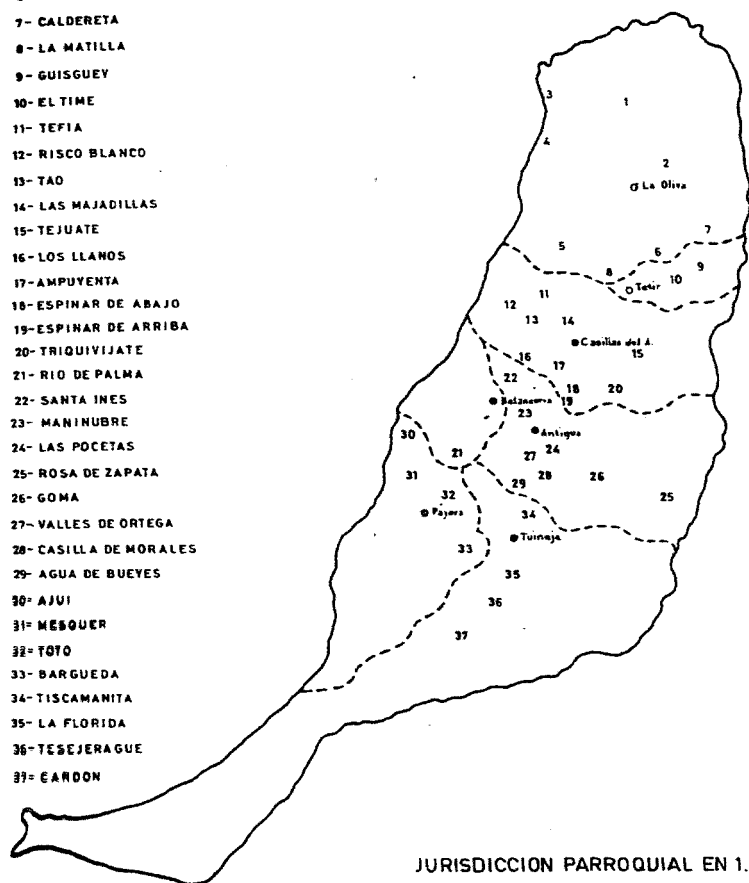 7- CALDERETA
8- LA MATILLA
9- GUISGUEY
10- EL TIME
11- TEFIA
12- RISCO BLANCO
13- TAO
14- LAS MAJADILLAS
15- TEJUATE
16- LOS LLANOS
17- AMPUYENTA
18- ESPINAR DE ABAJO
19- ESPINAR DE ARRIBA
20- TRIQUIVIJATE
21- RIO DE PALMA
22- SANTA INES
23- MANINUBRE
24- LAS POCETAS
25- ROSA DE ZAPATA
26- GOMA
27- VALLES DE ORTEGA
28- CASILLA DE MORALES
29- AGUA DE BUEYES
30- AJUI
31- MESQUER
32- TOTO
33- BARGUEDA
34- TISCAMANITA
35- LA FLORIDA
36- TESEJERAGUE
37- CARDON
3
1
4
2
La Oliva
7
5
6
8
9
10
Tetir
11
12
13
14
Casillas del A.
15
16
17
22
18
20
19
Betancuria
23
Antigua
30
21
27
24
31
29
28
26
32
25
Pajara
34
Tuineje
33
35
36
37
JURISDICCION PARROQUIAL EN 1.